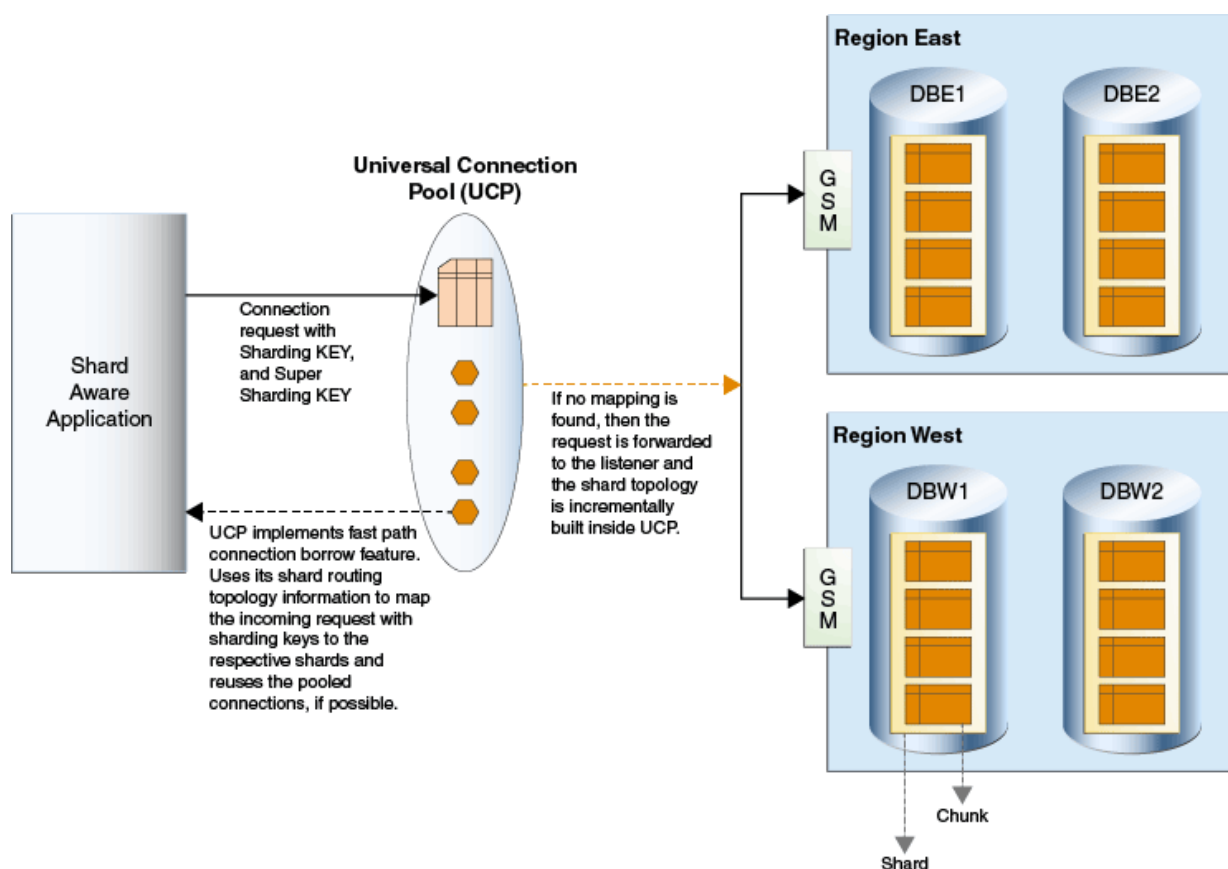 Universal Connection
Pool (UCP)
Shard
Aware
Application
Connection
request with
Sharding KEY,
and Super
Sharding KEY
UCP implements fast path
connection borrow feature.
Uses its shard routing
topology information to map
the incoming request with
sharding keys to the
respective shards and
reuses the pooled
connections, if possible.
If no mapping is
found, then the
request is forwarded
to the listener and
the shard topology
is incrementally
built inside UCP.
Region East
DBE1
DBE2
G
S
M
Region West
DBW1
DBW2
G
S
M
Chunk
Shard